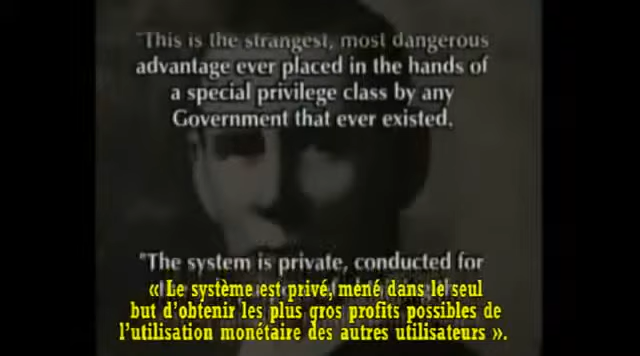 "This is the strangest, most dangerous
advantage ever placed in the hands of
a special privilege class by any
Government that ever existed.
"The system is private, conducted for
« Le système est privé, mené dans le seul
but d'obtenir les plus gros profits possibles de
l'utilisation monétaire des autres utilisateurs ».